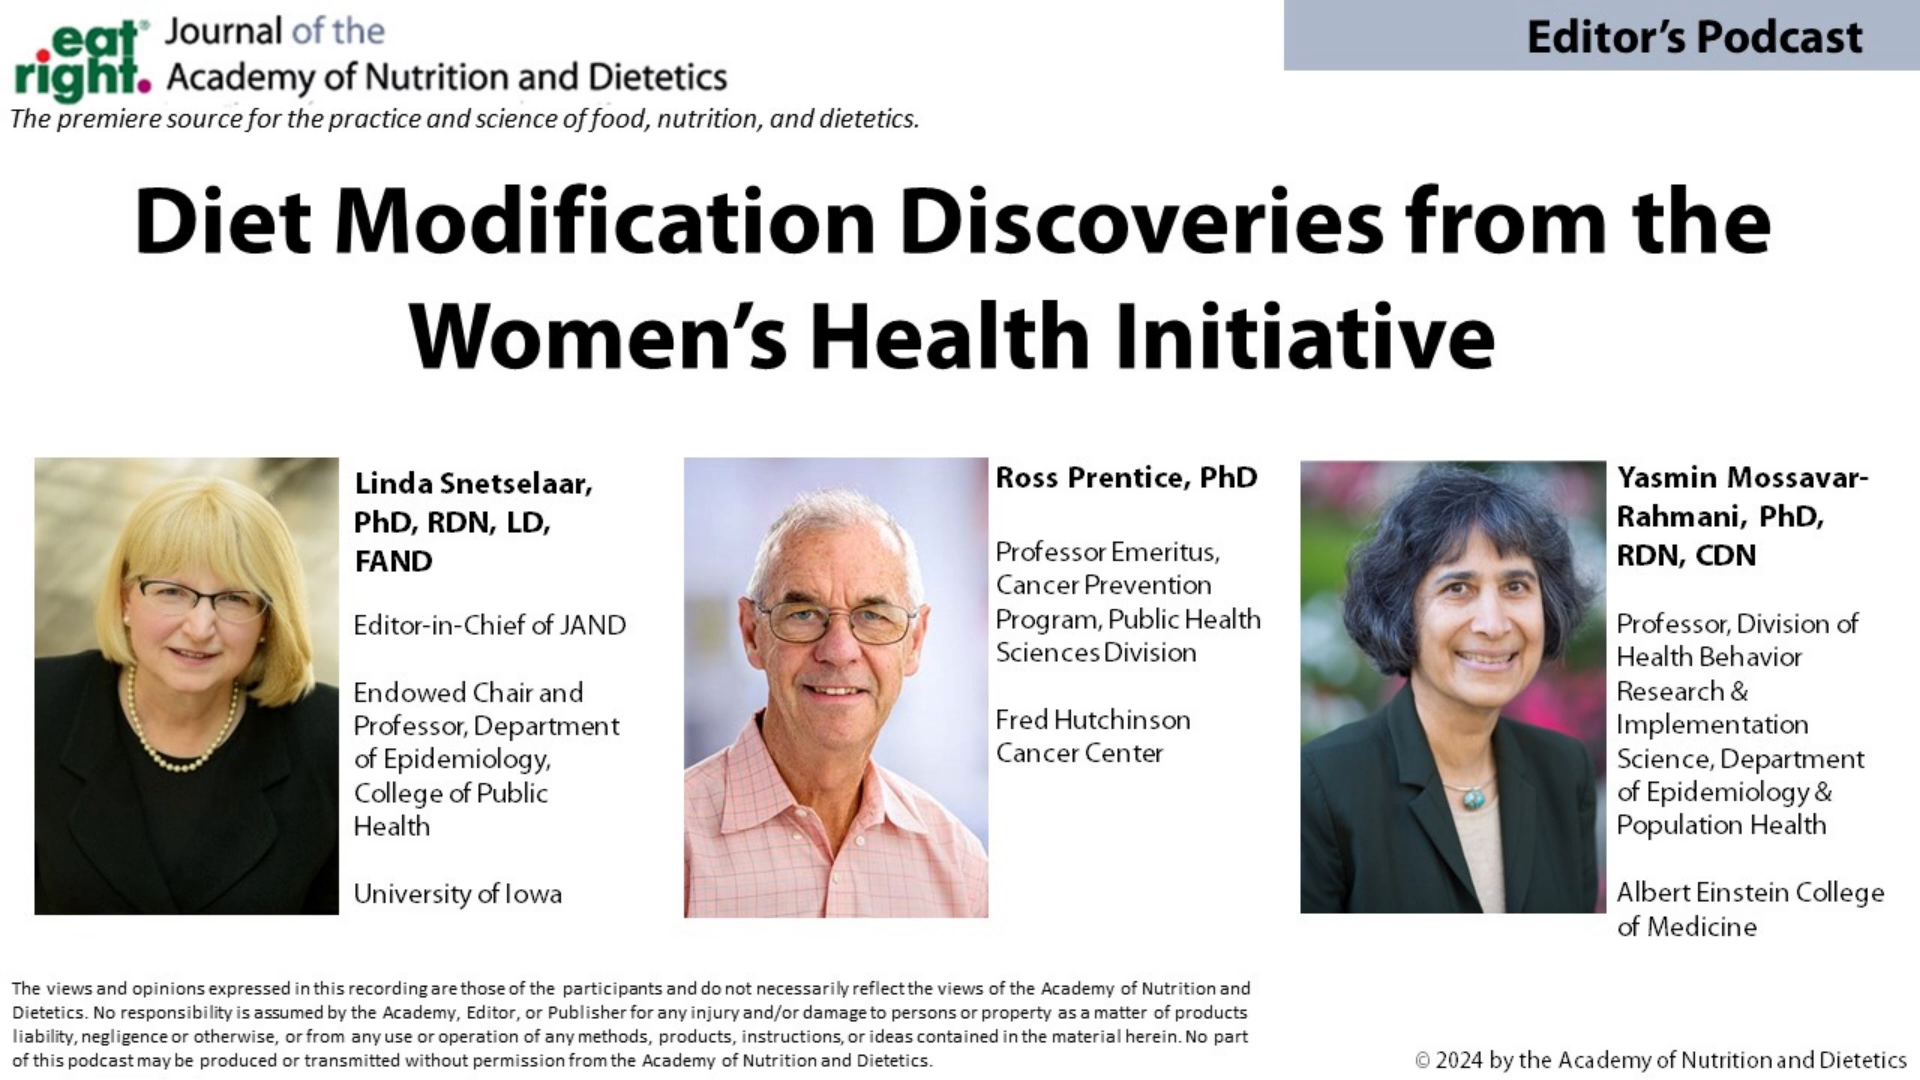 eat® right.
Journal of the
Academy of Nutrition and Dietetics
The premiere source for the practice and science of food, nutrition, and dietetics.
Editor's Podcast
Diet Modification Discoveries from the
Women's Health Initiative
Linda Snetselaar,
PhD, RDN, LD,
FAND
Editor-in-Chief of JAND
Endowed Chair and
Professor, Department
of Epidemiology,
College of Public
Health
University of Iowa
Ross Prentice, PhD
Professor Emeritus,
Cancer Prevention
Program, Public Health
Sciences Division
Fred Hutchinson
Cancer Center
Yasmin Mossavar-
Rahmani, PhD,
RDN, CDN
Professor, Division of
Health Behavior
Research &
Implementation
Science, Department
of Epidemiology &
Population Health
Albert Einstein College
of Medicine
The views and opinions expressed in this recording are those of the participants and do not necessarily reflect the views of the Academy of Nutrition and
Dietetics. No responsibility is assumed by the Academy, Editor, or Publisher for any injury and/or damage to persons or property as a matter of products
liability, negligence or otherwise, or from any use or operation of any methods, products, instructions, or ideas contained in the material herein. No part
of this podcast may be produced or transmitted without permission from the Academy of Nutrition and Dietetics.
© 2024 by the Academy of Nutrition and Dietetics